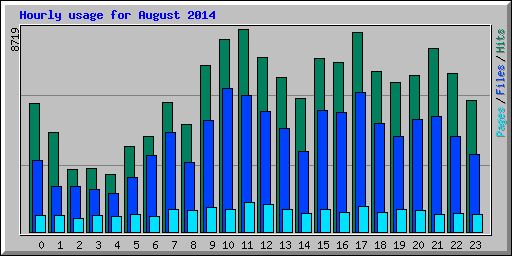 Hourly usage for August 2014
8719
Pages/Files/Hits
0 1 2 3 4 5 6 7 8 9 10 11 12 13 14 15 16 17 18 19 20 21 22 23